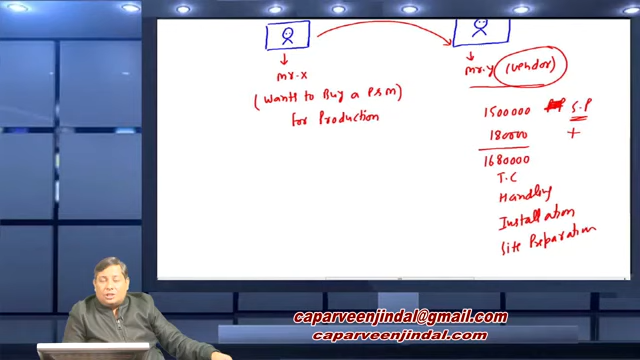 mr.x
(wants to Buy a P&M)
for Production
mr.y (vendor)
1500000 S.P
180000 +
1680000
T.C
Handling
Installation
Site Preparation
caparveenjindal@gmail.com
caparveenjindal.com